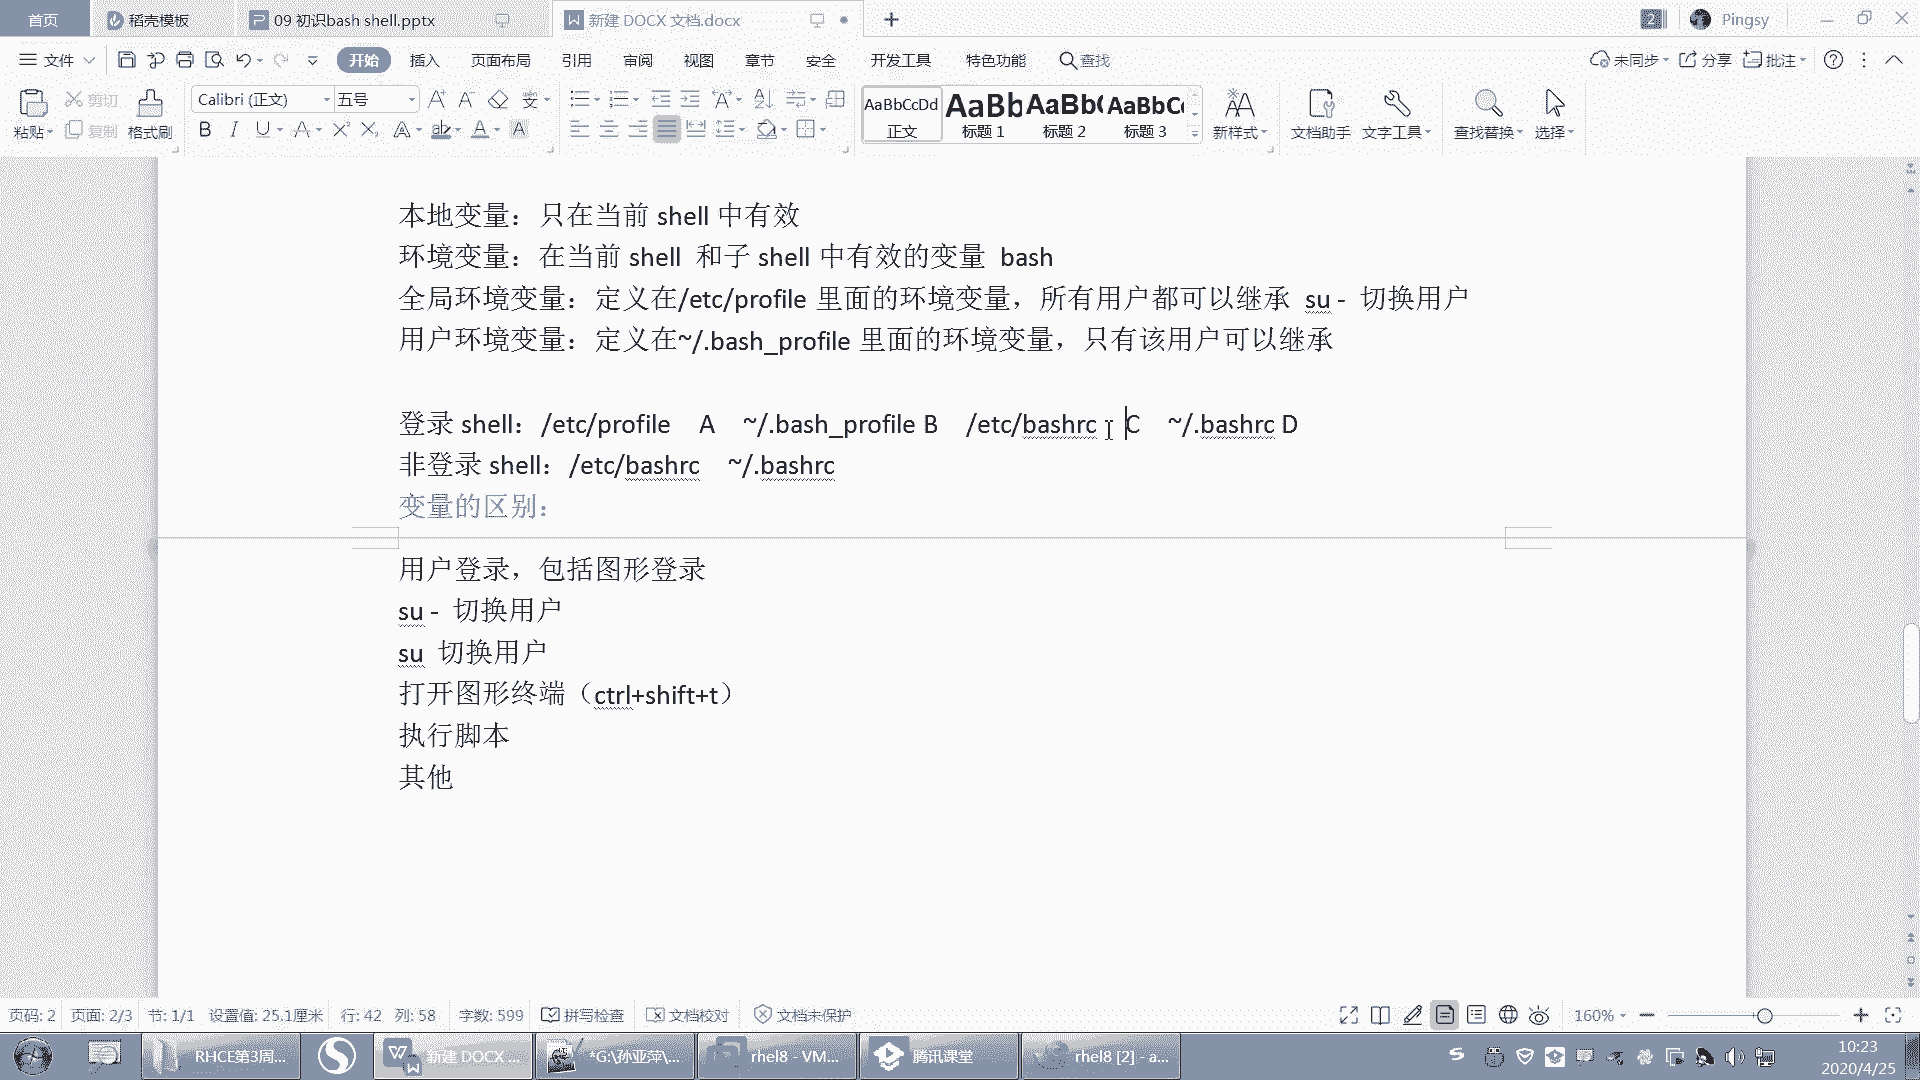 首页 稻壳模板 09 初识bash shell.pptx 新建 DOCX 文档.docx 2 Pingsy
文件 开始 插入 页面布局 引用 审阅 视图 章节 安全 开发工具 特色功能 查找 未同步 分享 批注
粘贴 剪切 复制 格式刷 Calibri (正文) 五号
AaBbCcDd 正文 AaBb 标题 1 AaBb( 标题 2 AaBbC 标题 3 新样式 文档助手 文字工具 查找替换 选择
本地变量：只在当前 shell 中有效
环境变量：在当前 shell 和子 shell 中有效的变量 bash
全局环境变量：定义在/etc/profile 里面的环境变量，所有用户都可以继承 su - 切换用户
用户环境变量：定义在~/.bash_profile 里面的环境变量，只有该用户可以继承
登录 shell：/etc/profile A ~/.bash_profile B /etc/bashrc C ~/.bashrc D
非登录 shell：/etc/bashrc ~/.bashrc
变量的区别：
用户登录，包括图形登录
su - 切换用户
su 切换用户
打开图形终端（ctrl+shift+t）
执行脚本
其他
页码: 2 页面: 2/3 节: 1/1 设置值: 25.1厘米 行: 42 列: 58 字数: 599 拼写检查 文档校对 文档未保护 160%
RHCE第3周... 新建 DOCX ... *G:\孙亚萍\... rhel8 - VM... 腾讯课堂 rhel8 [2] - a... 10:23
2020/4/25